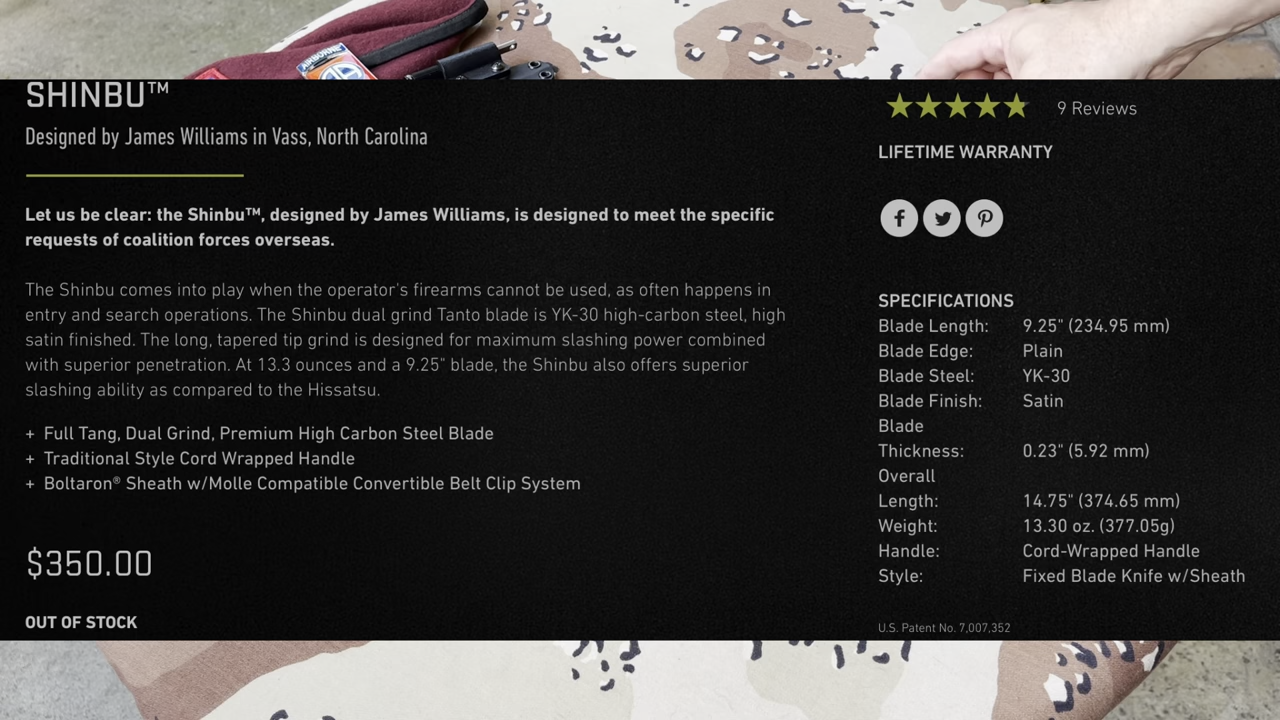 AIRBORNE
SHINBU™
Designed by James Williams in Vass, North Carolina
Let us be clear: the Shinbu™, designed by James Williams, is designed to meet the specific
requests of coalition forces overseas.
The Shinbu comes into play when the operator's firearms cannot be used, as often happens in
entry and search operations. The Shinbu dual grind Tanto blade is YK-30 high-carbon steel, high
satin finished. The long, tapered tip grind is designed for maximum slashing power combined
with superior penetration. At 13.3 ounces and a 9.25" blade, the Shinbu also offers superior
slashing ability as compared to the Hissatsu.
+ Full Tang, Dual Grind, Premium High Carbon Steel Blade
+ Traditional Style Cord Wrapped Handle
+ Boltaron® Sheath w/Molle Compatible Convertible Belt Clip System
$350.00
OUT OF STOCK
9 Reviews
LIFETIME WARRANTY
SPECIFICATIONS
Blade Length: 9.25" (234.95 mm)
Blade Edge: Plain
Blade Steel: YK-30
Blade Finish: Satin
Blade
Thickness: 0.23" (5.92 mm)
Overall
Length: 14.75" (374.65 mm)
Weight: 13.30 oz. (377.05g)
Handle: Cord-Wrapped Handle
Style: Fixed Blade Knife w/Sheath
U.S. Patent No. 7,007,352